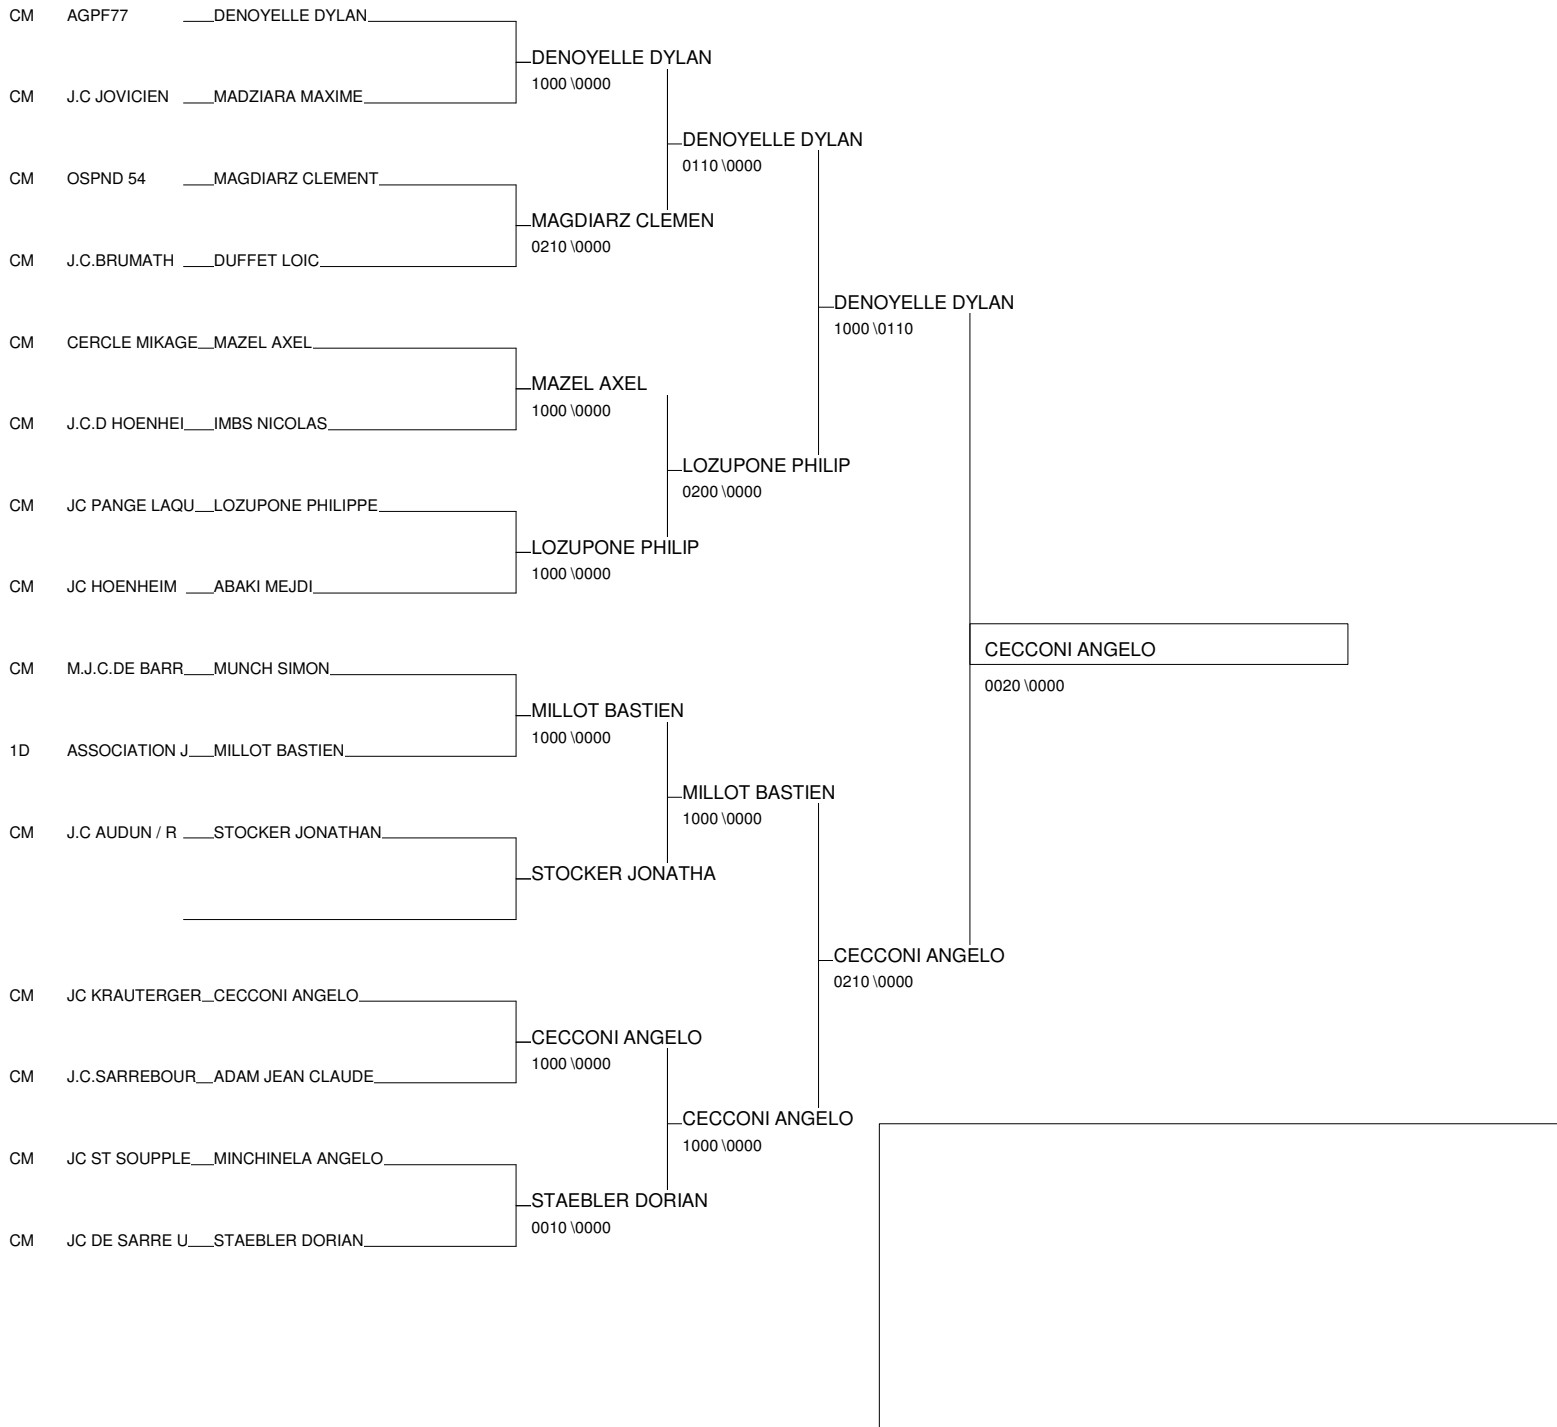 CM AGPF77 DENOYELLE DYLAN
DENOYELLE DYLAN
1000 \0000
CM J.C JOVICIEN MADZIARA MAXIME
DENOYELLE DYLAN
0110 \0000
CM OSPND 54 MAGDIARZ CLEMENT
MAGDIARZ CLEMEN
0210 \0000
CM J.C.BRUMATH DUFFET LOIC
DENOYELLE DYLAN
1000 \0110
CM CERCLE MIKAGE MAZEL AXEL
MAZEL AXEL
1000 \0000
CM J.C.D HOENHEI IMBS NICOLAS
LOZUPONE PHILIP
0200 \0000
CM JC PANGE LAQU LOZUPONE PHILIPPE
LOZUPONE PHILIP
1000 \0000
CM JC HOENHEIM ABAKI MEJDI
CECCONI ANGELO
0020 \0000
CM M.J.C.DE BARR MUNCH SIMON
MILLOT BASTIEN
1000 \0000
1D ASSOCIATION J MILLOT BASTIEN
MILLOT BASTIEN
1000 \0000
CM J.C AUDUN / R STOCKER JONATHAN
STOCKER JONATHA
CECCONI ANGELO
0210 \0000
CM JC KRAUTERGER CECCONI ANGELO
CECCONI ANGELO
1000 \0000
CM J.C.SARREBOUR ADAM JEAN CLAUDE
CECCONI ANGELO
1000 \0000
CM JC ST SOUPPLE MINCHINELA ANGELO
STAEBLER DORIAN
0010 \0000
CM JC DE SARRE U STAEBLER DORIAN